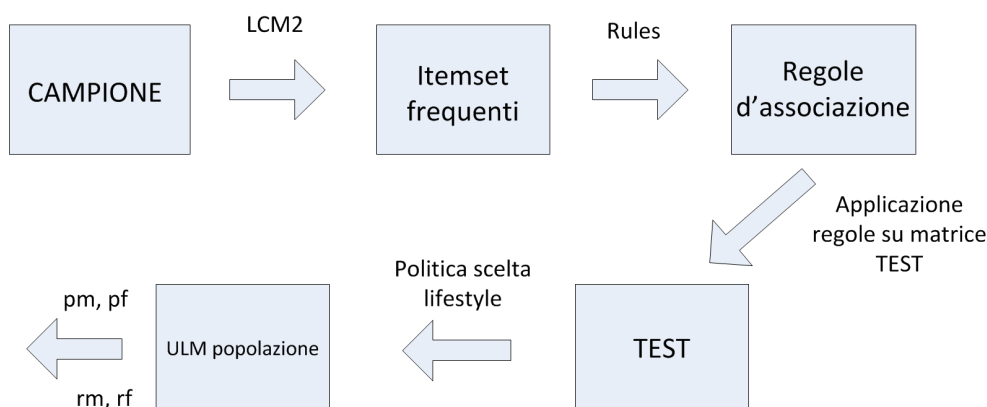 CAMPIONE
LCM2
Itemset
frequenti
Rules
Regole
d'associazione
Applicazione
regole su matrice
TEST
TEST
Politica scelta
lifestyle
ULM popolazione
pm, pf
rm, rf